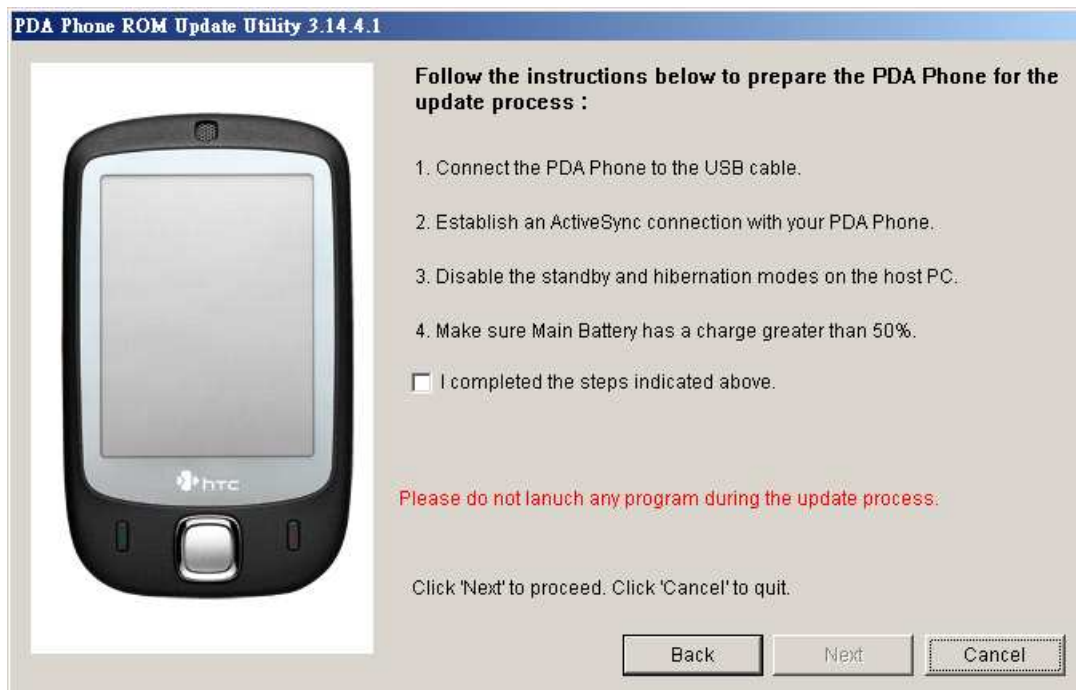 PDA Phone ROM Update Utility 3.14.4.1
Follow the instructions below to prepare the PDA Phone for the
update process :
1. Connect the PDA Phone to the USB cable.
2. Establish an ActiveSync connection with your PDA Phone.
3. Disable the standby and hibernation modes on the host PC.
4. Make sure Main Battery has a charge greater than 50%.
I completed the steps indicated above.
hTC
Please do not lanuch any program during the update process.
Click 'Next' to proceed. Click 'Cancel' to quit.
Back
Next
Cancel